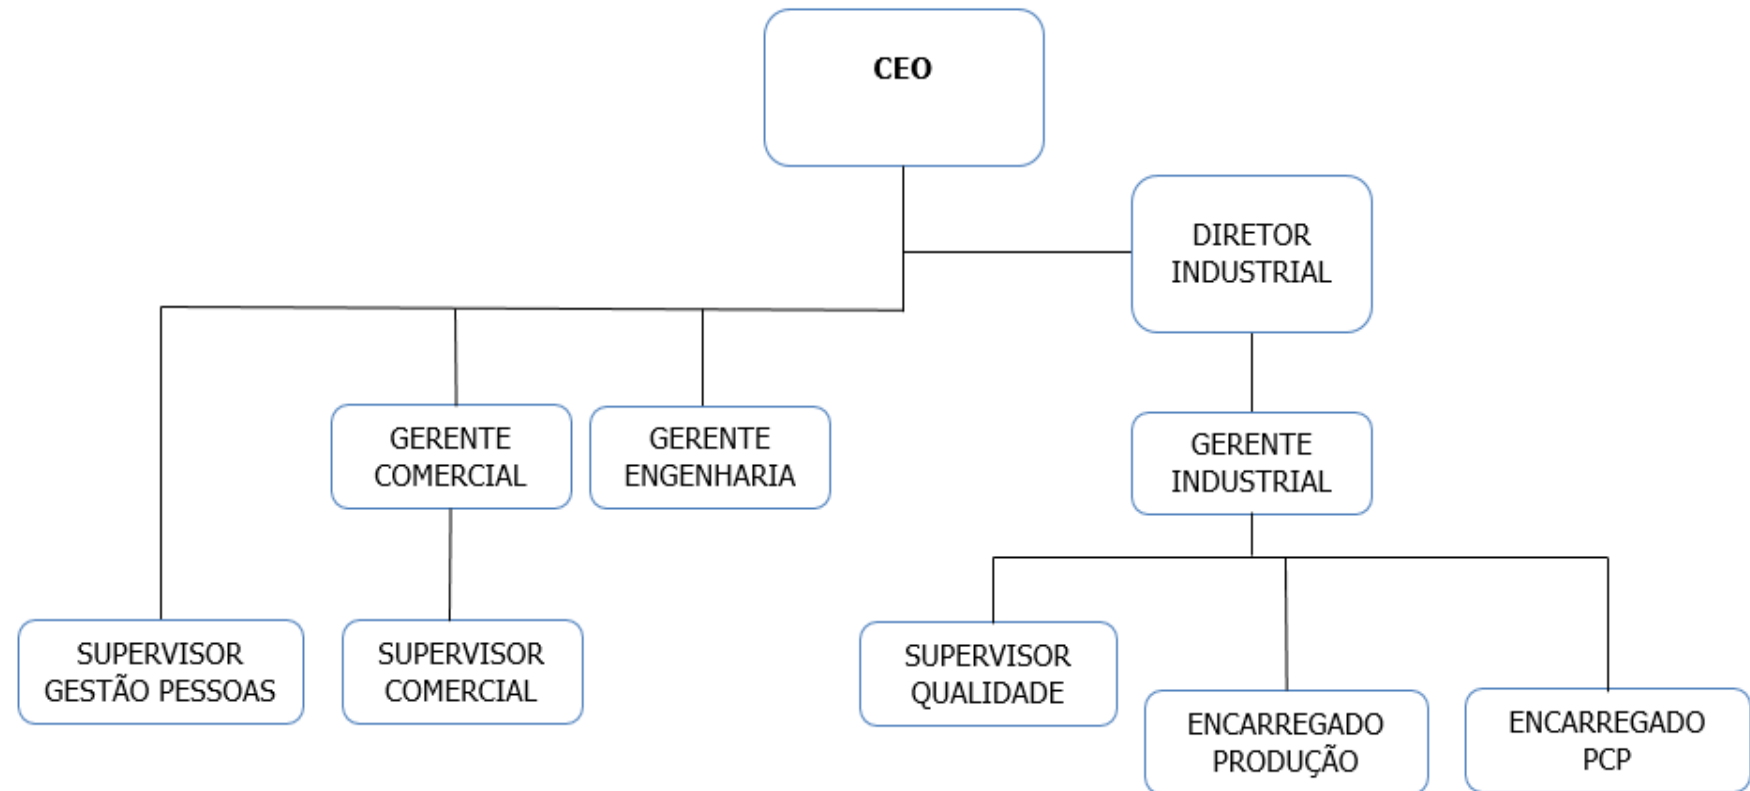 CEO
DIRETOR
INDUSTRIAL
GERENTE
COMERCIAL
GERENTE
ENGENHARIA
GERENTE
INDUSTRIAL
SUPERVISOR
GESTÃO PESSOAS
SUPERVISOR
COMERCIAL
SUPERVISOR
QUALIDADE
ENCARREGADO
PRODUÇÃO
ENCARREGADO
PCP